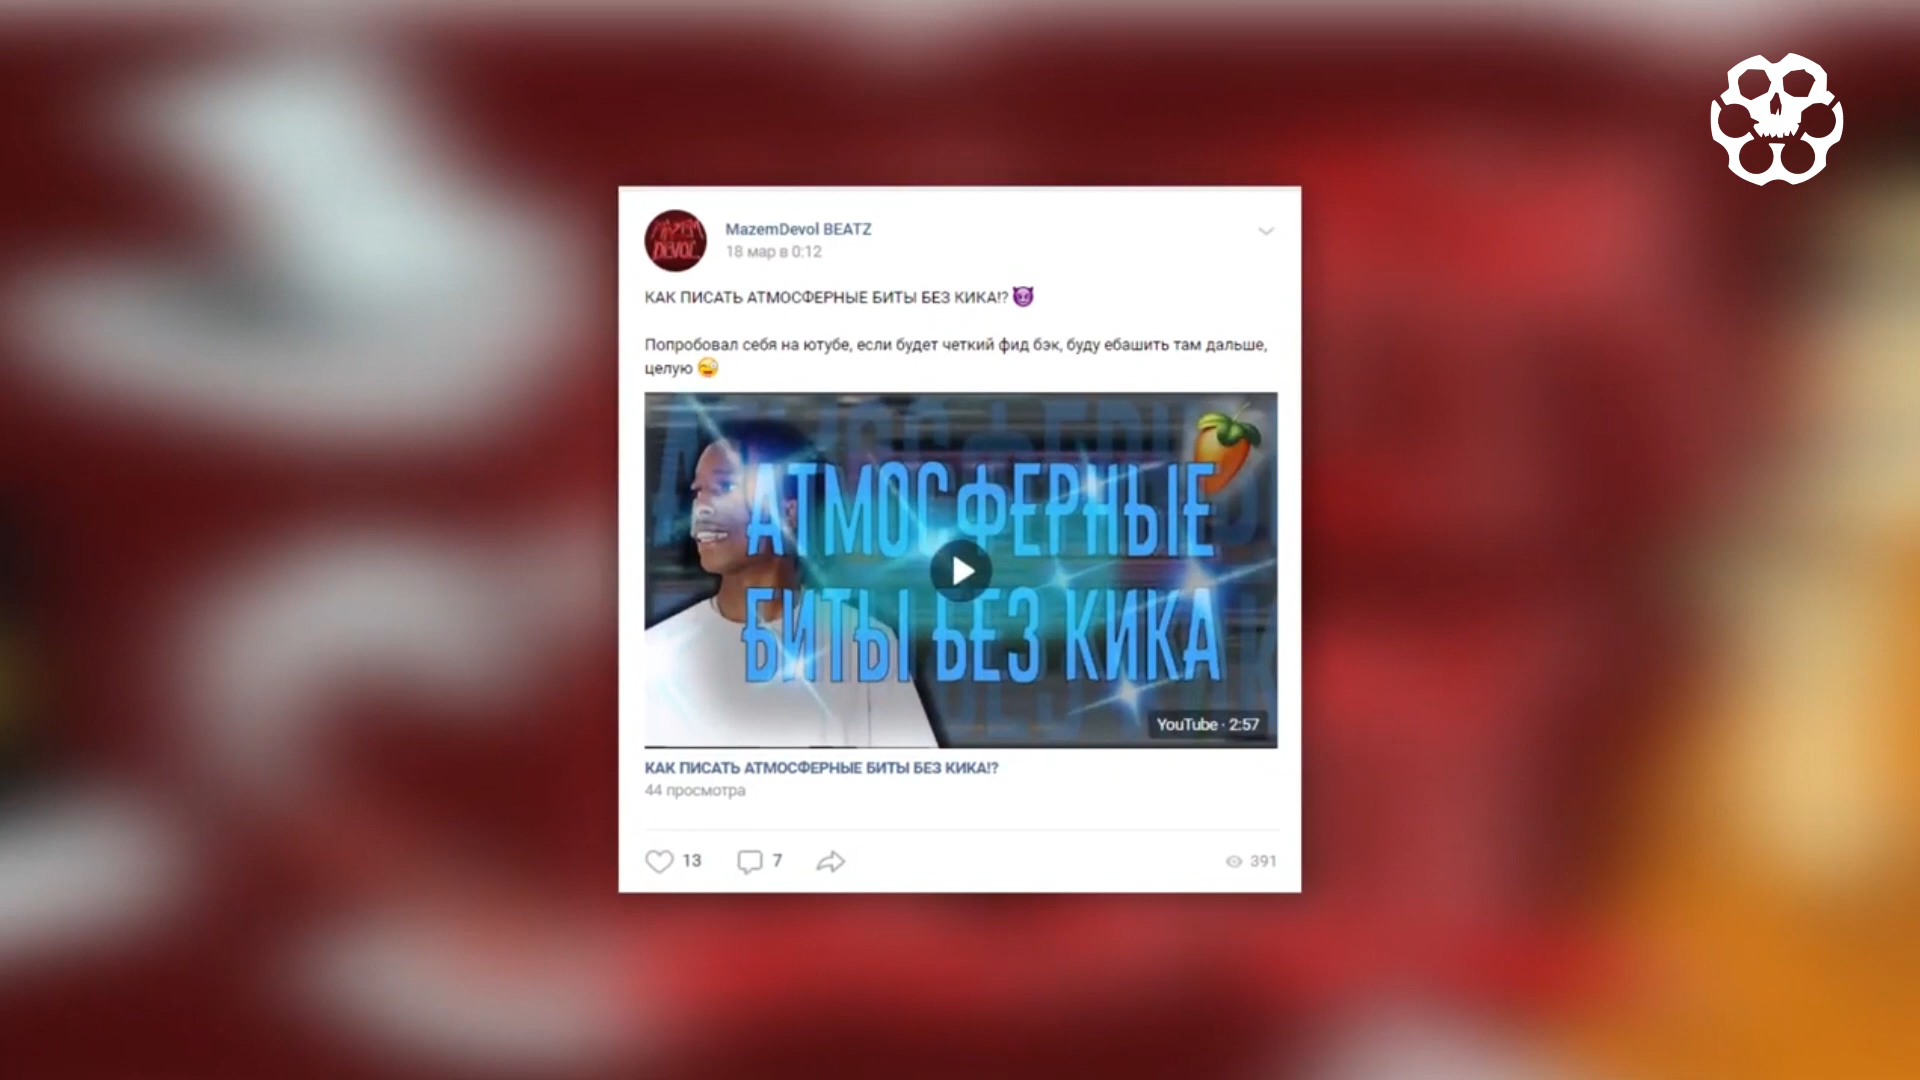 MAZEM
DEVOL
MazemDevol BEATZ
18 мар в 0:12
КАК ПИСАТЬ АТМОСФЕРНЫЕ БИТЫ БЕЗ КИКА!? 😈
Попробовал себя на ютубе, если будет четкий фид бэк, буду ебашить там дальше,
целую 😜
АТМОСФЕРНЫЕ
БИТЫ БЕЗ КИКА
YouTube · 2:57
КАК ПИСАТЬ АТМОСФЕРНЫЕ БИТЫ БЕЗ КИКА!?
44 просмотра
13 7 391